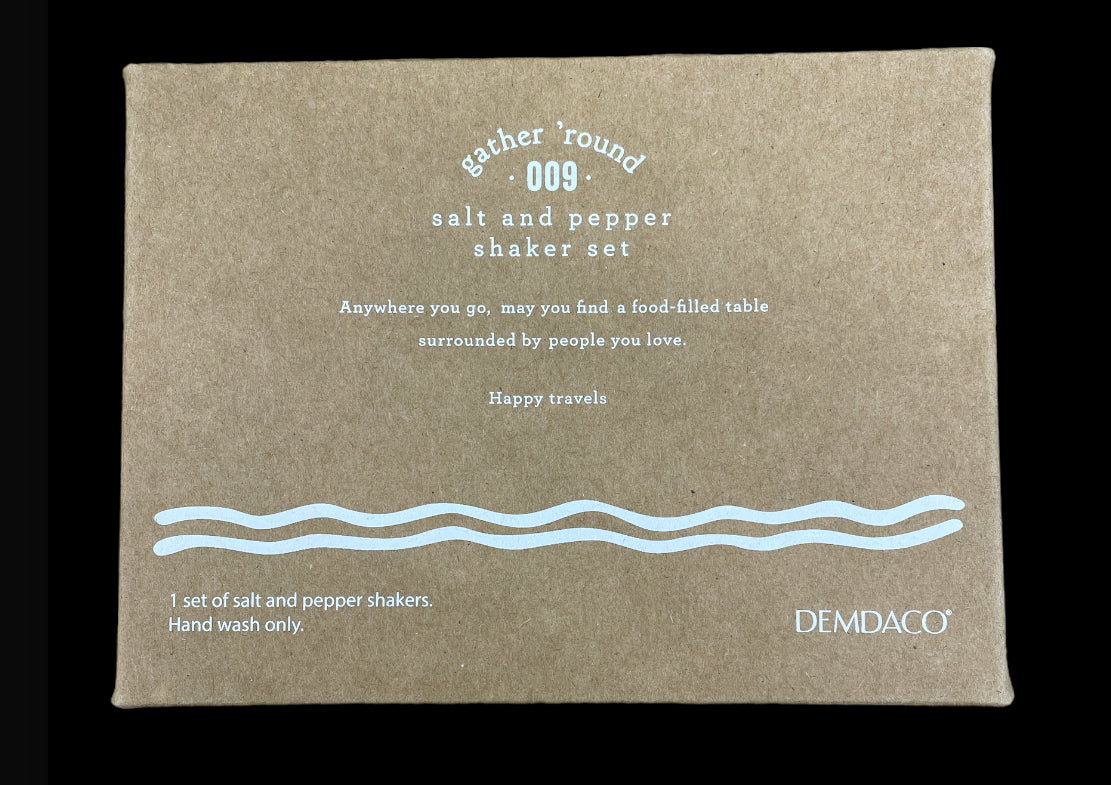 gather 'round
· 009 ·
salt and pepper
shaker set
Anywhere you go, may you find a food-filled table
surrounded by people you love.
Happy travels
1 set of salt and pepper shakers.
Hand wash only.
DEMDACO®